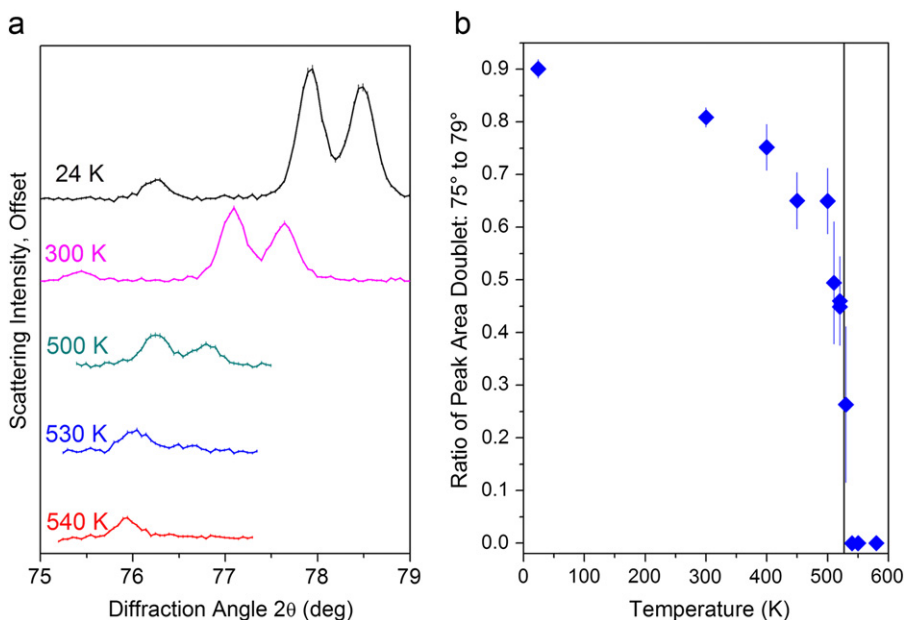 a
24 K
300 K
500 K
530 K
540 K
Scattering Intensity, Offset
75
76
77
78
79
Diffraction Angle 2θ (deg)
b
0.9
0.8
0.7
0.6
0.5
0.4
0.3
0.2
0.1
0.0
Ratio of Peak Area Doublet: 75° to 79°
0
100
200
300
400
500
600
Temperature (K)